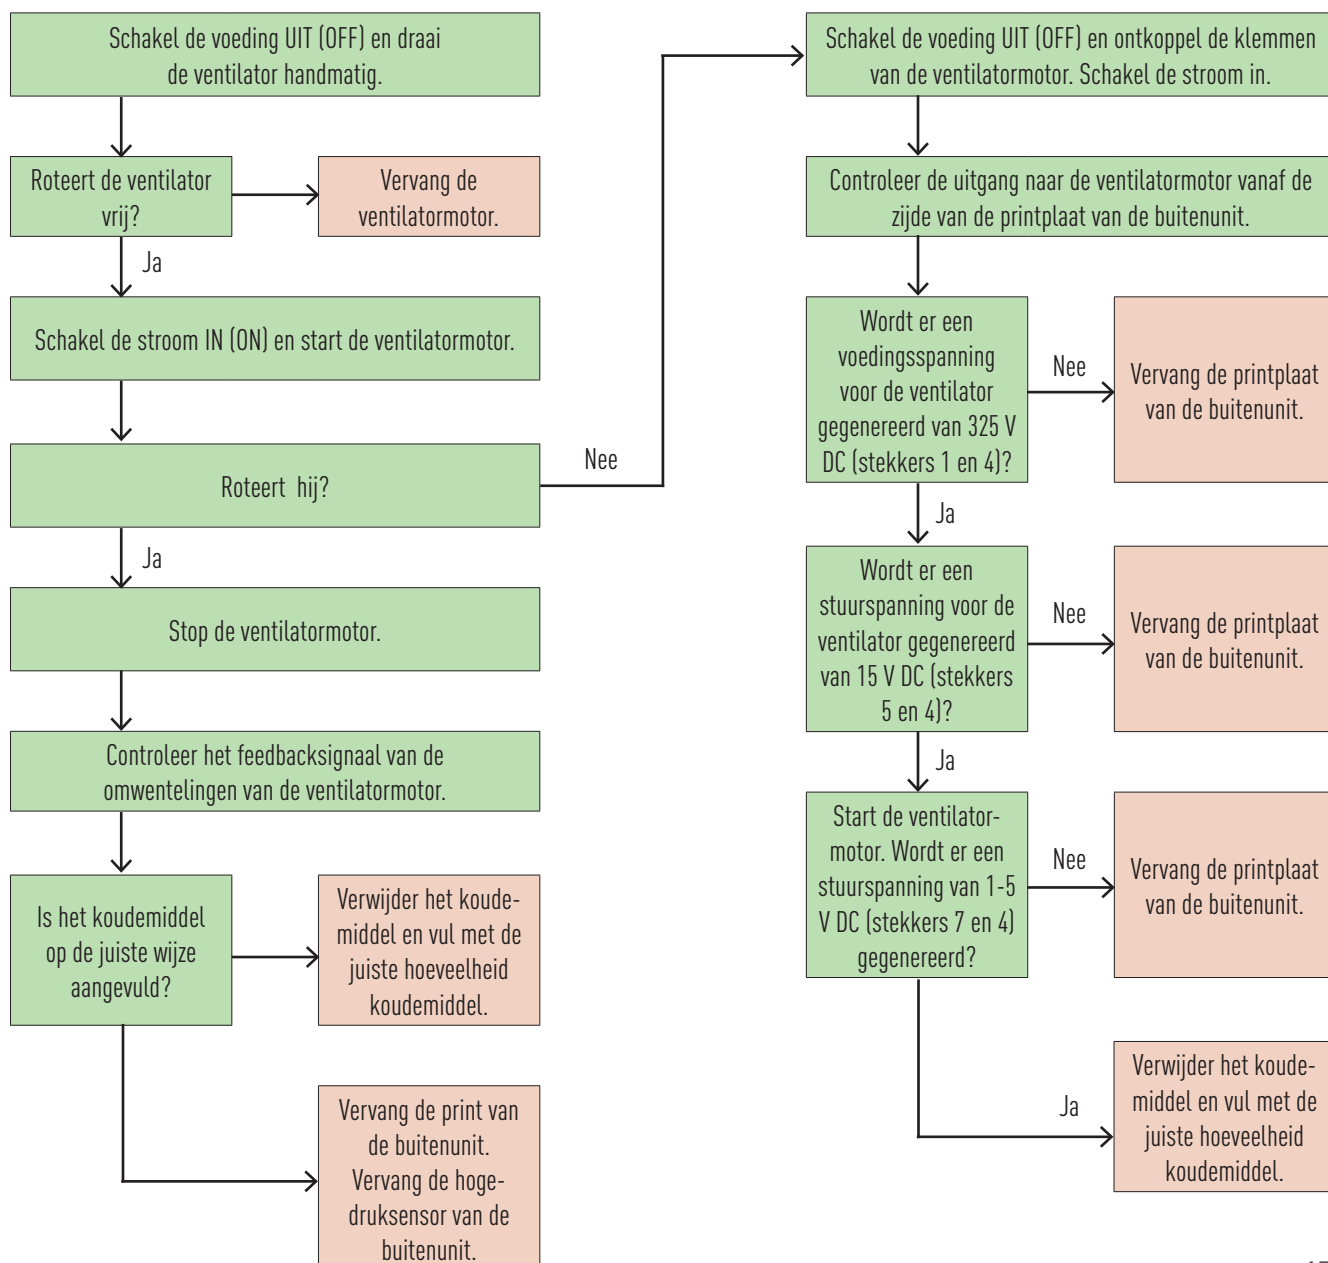 Schakel de voeding UIT (OFF) en draai
de ventilator handmatig.
Roteert de ventilator
vrij?
Vervang de
ventilatormotor.
Ja
Schakel de stroom IN (ON) en start de ventilatormotor.
Roteert hij?
Nee
Ja
Stop de ventilatormotor.
Controleer het feedbacksignaal van de
omwentelingen van de ventilatormotor.
Is het koudemiddel
op de juiste wijze
aangevuld?
Verwijder het koude-
middel en vul met de
juiste hoeveelheid
koudemiddel.
Vervang de print van
de buitenunit.
Vervang de hoge-
druksensor van de
buitenunit.
Schakel de voeding UIT (OFF) en ontkoppel de klemmen
van de ventilatormotor. Schakel de stroom in.
Controleer de uitgang naar de ventilatormotor vanaf de
zijde van de printplaat van de buitenunit.
Wordt er een
voedingsspanning
voor de ventilator
gegenereerd van 325 V
DC (stekkers 1 en 4)?
Nee
Vervang de printplaat
van de buitenunit.
Ja
Wordt er een
stuurspanning voor de
ventilator gegenereerd
van 15 V DC (stekkers
5 en 4)?
Nee
Vervang de printplaat
van de buitenunit.
Ja
Start de ventilator-
motor. Wordt er een
stuurspanning van 1-5
V DC (stekkers 7 en 4)
gegenereerd?
Nee
Vervang de printplaat
van de buitenunit.
Ja
Verwijder het koude-
middel en vul met de
juiste hoeveelheid
koudemiddel.